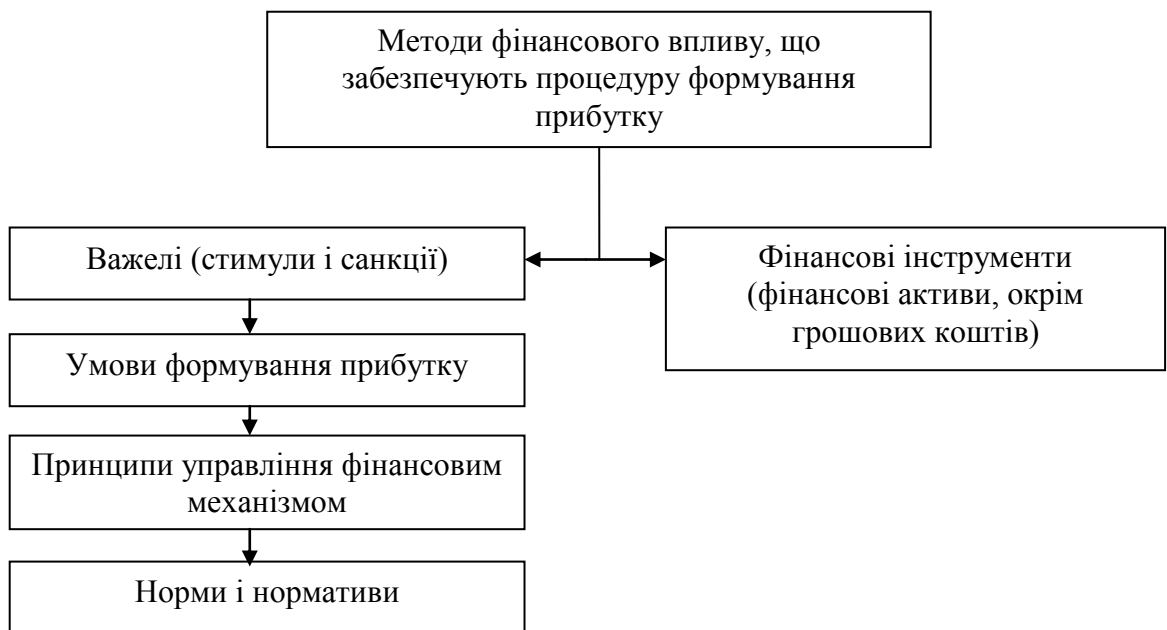 Методи фінансового впливу, що
забезпечують процедуру формування
прибутку
Важелі (стимули і санкції)
Фінансові інструменти
(фінансові активи, окрім
грошових коштів)
Умови формування прибутку
Принципи управління фінансовим
механізмом
Норми і нормативи